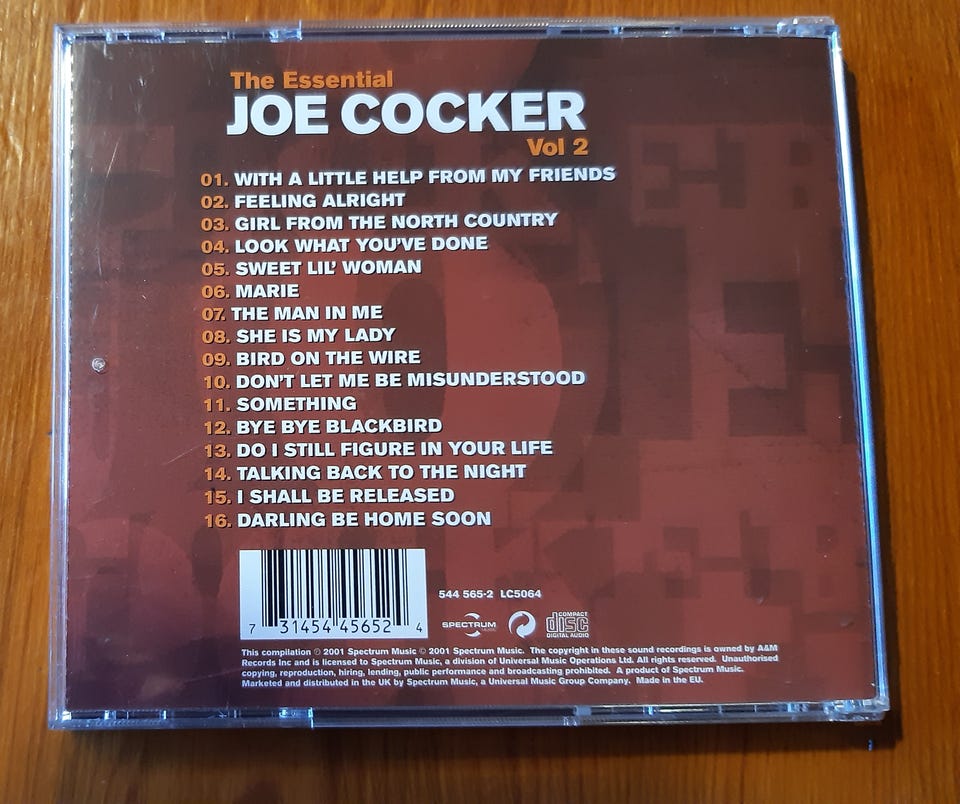 The Essential
JOE COCKER
Vol 2
01. WITH A LITTLE HELP FROM MY FRIENDS
02. FEELING ALRIGHT
03. GIRL FROM THE NORTH COUNTRY
04. LOOK WHAT YOU'VE DONE
05. SWEET LIL' WOMAN
06. MARIE
07. THE MAN IN ME
08. SHE IS MY LADY
09. BIRD ON THE WIRE
10. DON'T LET ME BE MISUNDERSTOOD
11. SOMETHING
12. BYE BYE BLACKBIRD
13. DO I STILL FIGURE IN YOUR LIFE
14. TALKING BACK TO THE NIGHT
15. I SHALL BE RELEASED
16. DARLING BE HOME SOON
544 565-2 LC5064
7 31454 45652 4
SPECTRUM
MUSIC
COMPACT
disc
DIGITAL AUDIO
This compilation ℗ 2001 Spectrum Music © 2001 Spectrum Music. The copyright in these sound recordings is owned by A&M
Records Inc and is licensed to Spectrum Music, a division of Universal Music Operations Ltd. All rights reserved. Unauthorised
copying, reproduction, hiring, lending, public performance and broadcasting prohibited. A product of Spectrum Music.
Marketed and distributed in the UK by Spectrum Music, a Universal Music Group Company. Made in the EU.